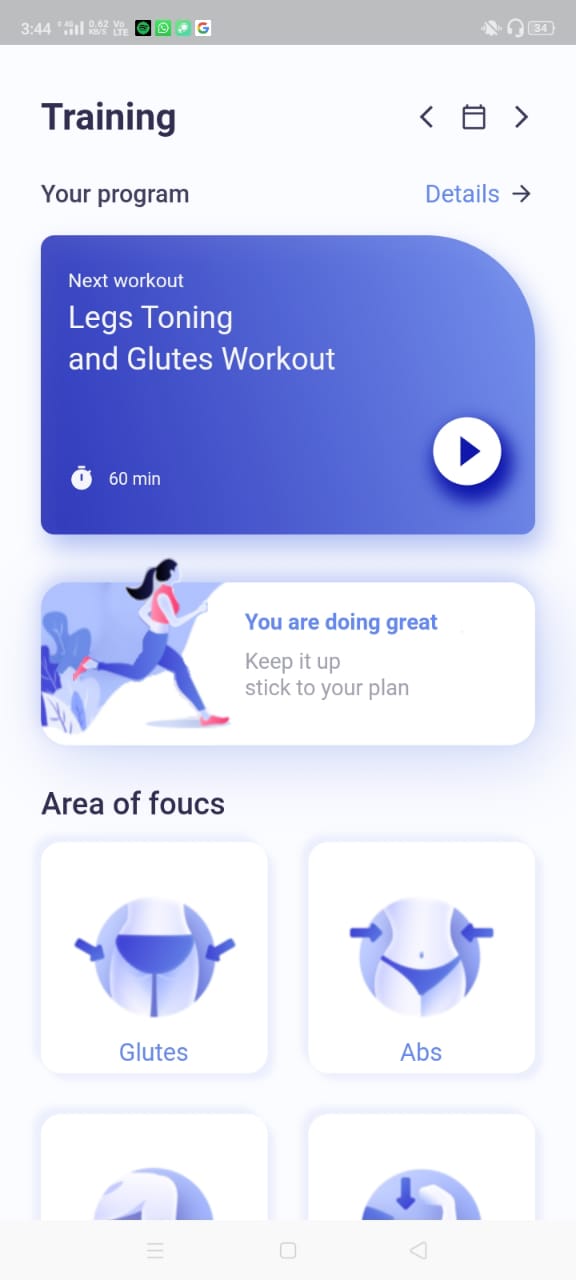 3:44 4G 0.62 KB/S Vo LTE 34
Training
Your program Details
Next workout
Legs Toning
and Glutes Workout
60 min
You are doing great
Keep it up
stick to your plan
Area of foucs
Glutes Abs